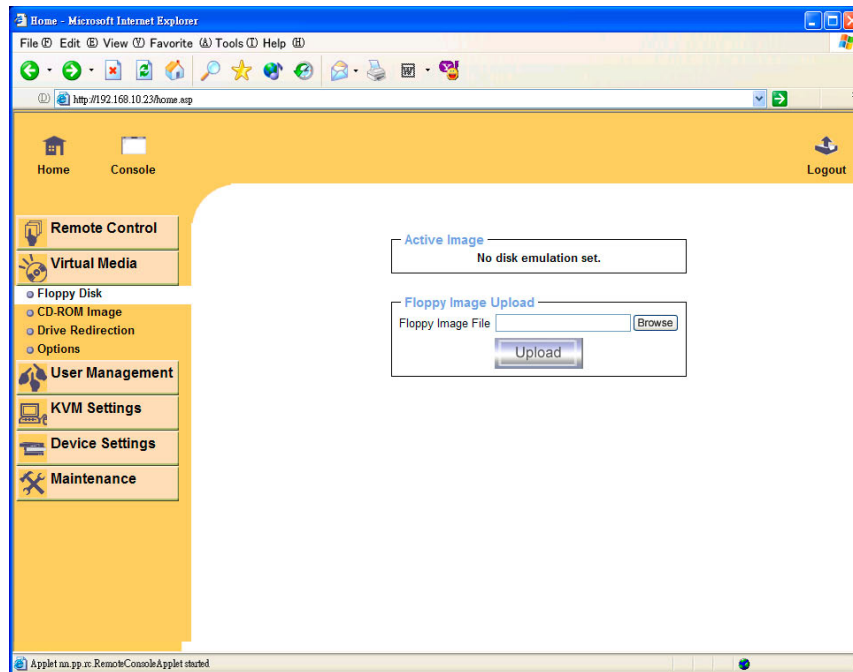 Home - Microsoft Internet Explorer
File(F) Edit (E) View (V) Favorite (A) Tools (T) Help (H)
(D) http://192.168.10.23/home.asp
Home Console Logout
Remote Control
Virtual Media
Floppy Disk
CD-ROM Image
Drive Redirection
Options
User Management
KVM Settings
Device Settings
Maintenance
Active Image
No disk emulation set.
Floppy Image Upload
Floppy Image File Browse
Upload
Applet nn.pp.rc.RemoteConsoleApplet started